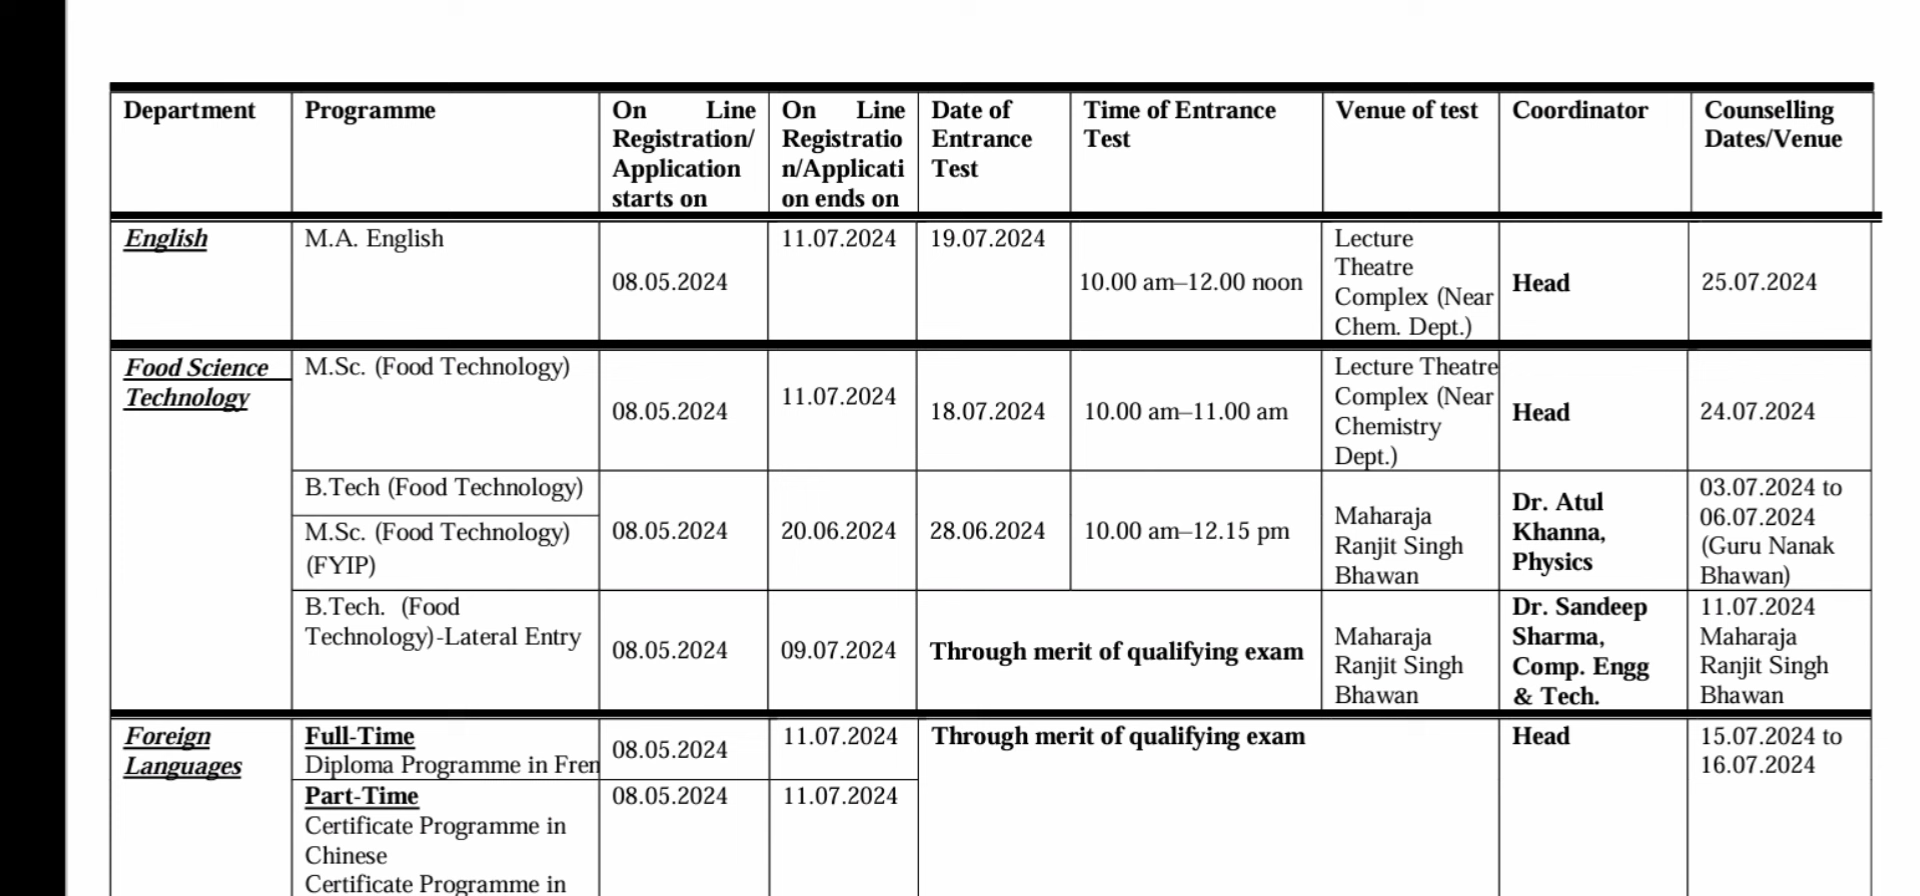 Department
Programme
On Line
Registration/
Application
starts on
On Line
Registratio
n/Applicati
on ends on
Date of
Entrance
Test
Time of Entrance
Test
Venue of test
Coordinator
Counselling
Dates/Venue
English
M.A. English
08.05.2024
11.07.2024
19.07.2024
10.00 am–12.00 noon
Lecture
Theatre
Complex (Near
Chem. Dept.)
Head
25.07.2024
Food Science
Technology
M.Sc. (Food Technology)
08.05.2024
11.07.2024
18.07.2024
10.00 am–11.00 am
Lecture Theatre
Complex (Near
Chemistry
Dept.)
Head
24.07.2024
B.Tech (Food Technology)
M.Sc. (Food Technology)
(FYIP)
08.05.2024
20.06.2024
28.06.2024
10.00 am–12.15 pm
Maharaja
Ranjit Singh
Bhawan
Dr. Atul
Khanna,
Physics
03.07.2024 to
06.07.2024
(Guru Nanak
Bhawan)
B.Tech. (Food
Technology)-Lateral Entry
08.05.2024
09.07.2024
Through merit of qualifying exam
Maharaja
Ranjit Singh
Bhawan
Dr. Sandeep
Sharma,
Comp. Engg
& Tech.
11.07.2024
Maharaja
Ranjit Singh
Bhawan
Foreign
Languages
Full-Time
Diploma Programme in Fren
08.05.2024
11.07.2024
Through merit of qualifying exam
Head
15.07.2024 to
16.07.2024
Part-Time
Certificate Programme in
Chinese
Certificate Programme in
08.05.2024
11.07.2024